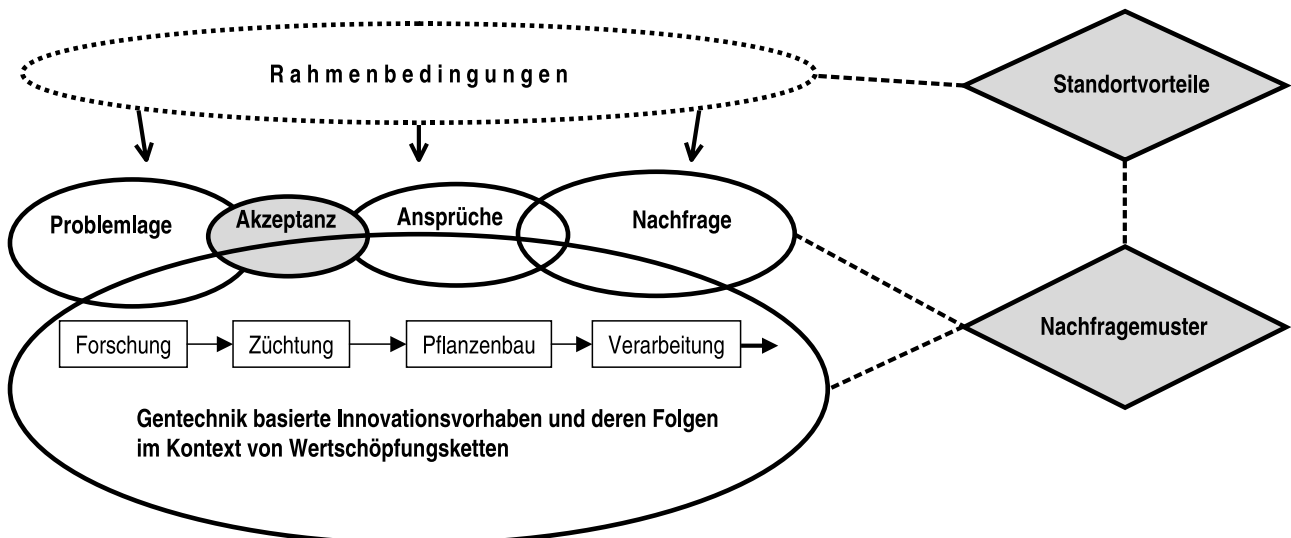 Rahmenbedingungen
Standortvorteile
Problemlage
Akzeptanz
Ansprüche
Nachfrage
Nachfragemuster
Forschung
Züchtung
Pflanzenbau
Verarbeitung
Gentechnik basierte Innovationsvorhaben und deren Folgen
im Kontext von Wertschöpfungsketten